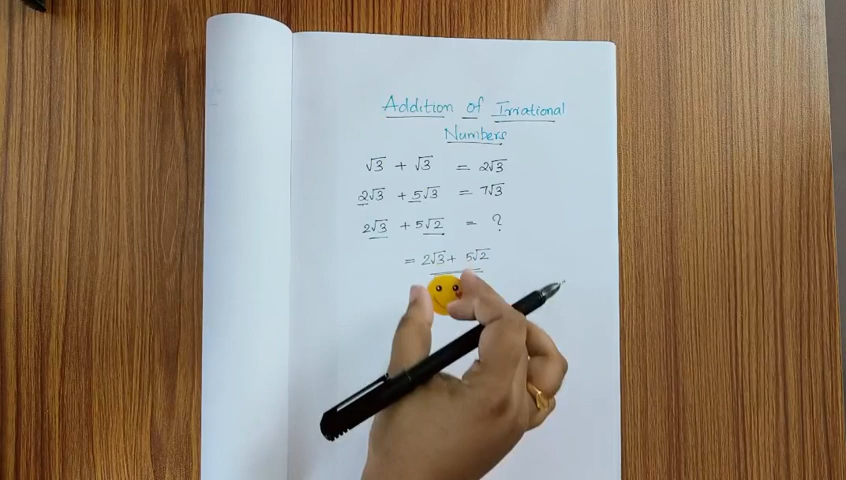 Addition of Irrational
Numbers
√3 + √3 = 2√3
2√3 + 5√3 = 7√3
2√3 + 5√2 = ?
= 2√3 + 5√2